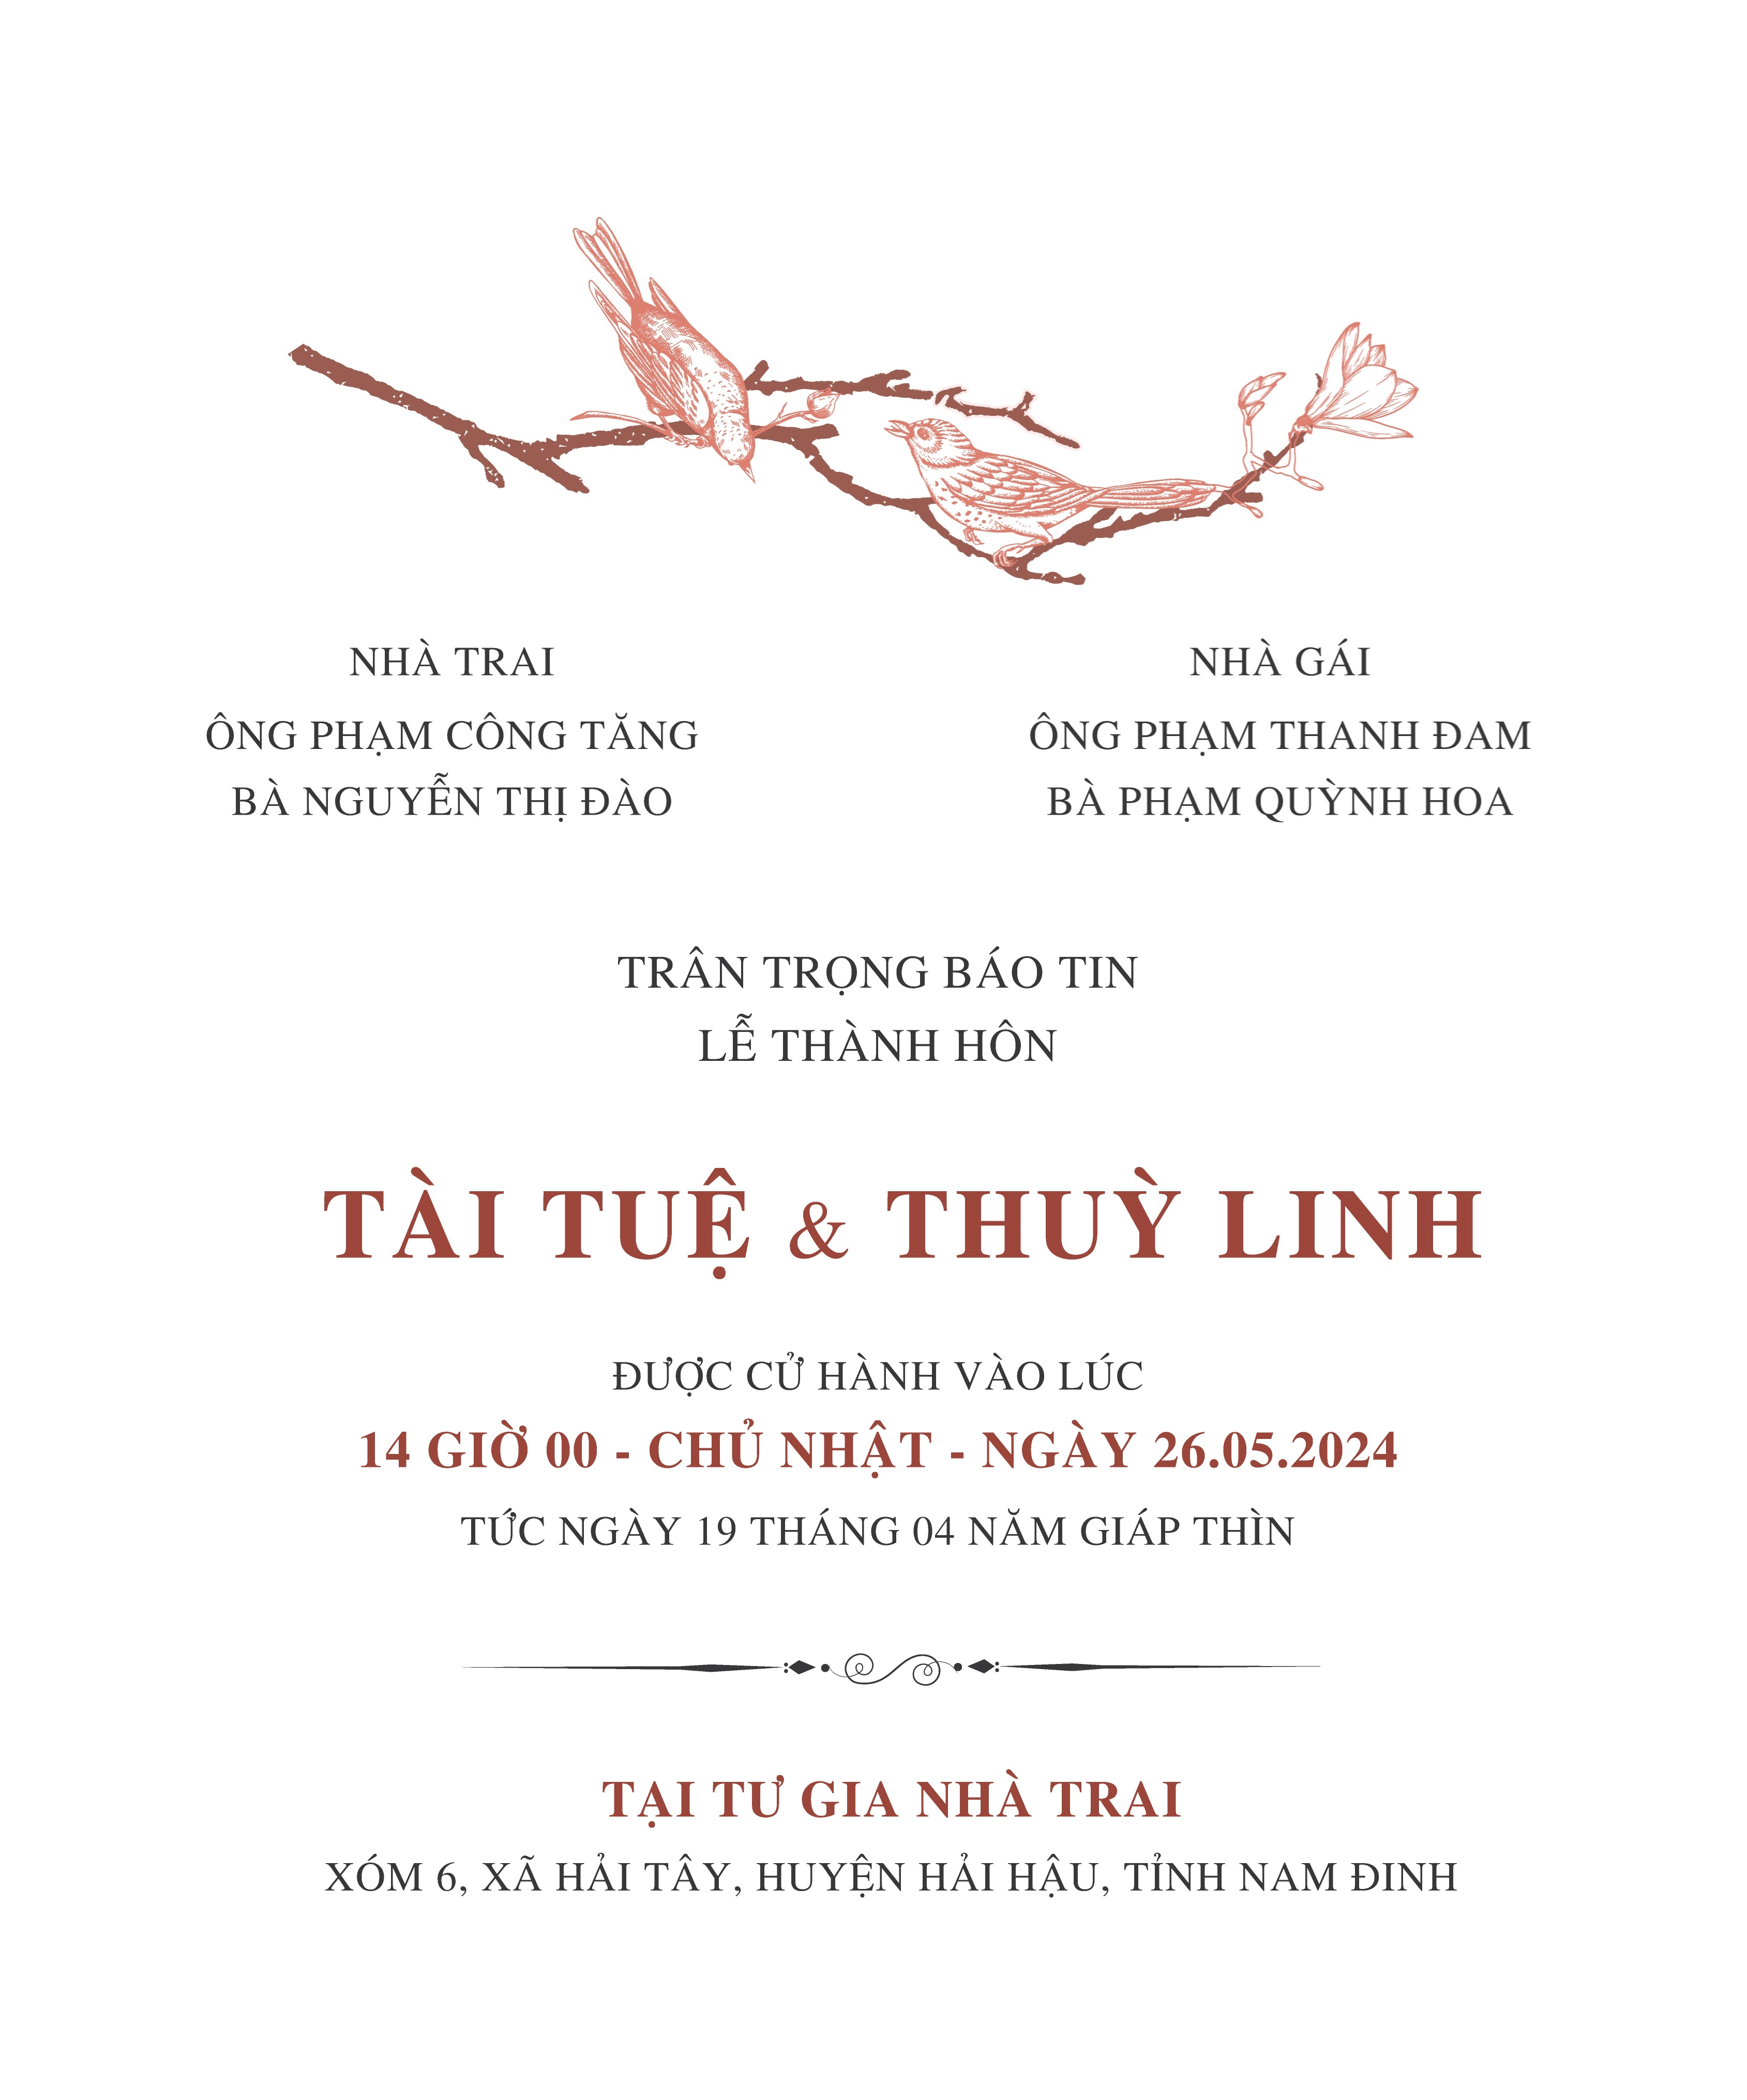 NHÀ TRAI
ÔNG PHẠM CÔNG TĂNG
BÀ NGUYỄN THỊ ĐÀO
NHÀ GÁI
ÔNG PHẠM THANH ĐAM
BÀ PHẠM QUỲNH HOA
TRÂN TRỌNG BÁO TIN
LỄ THÀNH HÔN
TÀI TUỆ & THUỲ LINH
ĐƯỢC CỬ HÀNH VÀO LÚC
14 GIỜ 00 - CHỦ NHẬT - NGÀY 26.05.2024
TỨC NGÀY 19 THÁNG 04 NĂM GIÁP THÌN
TẠI TƯ GIA NHÀ TRAI
XÓM 6, XÃ HẢI TÂY, HUYỆN HẢI HẬU, TỈNH NAM ĐINH